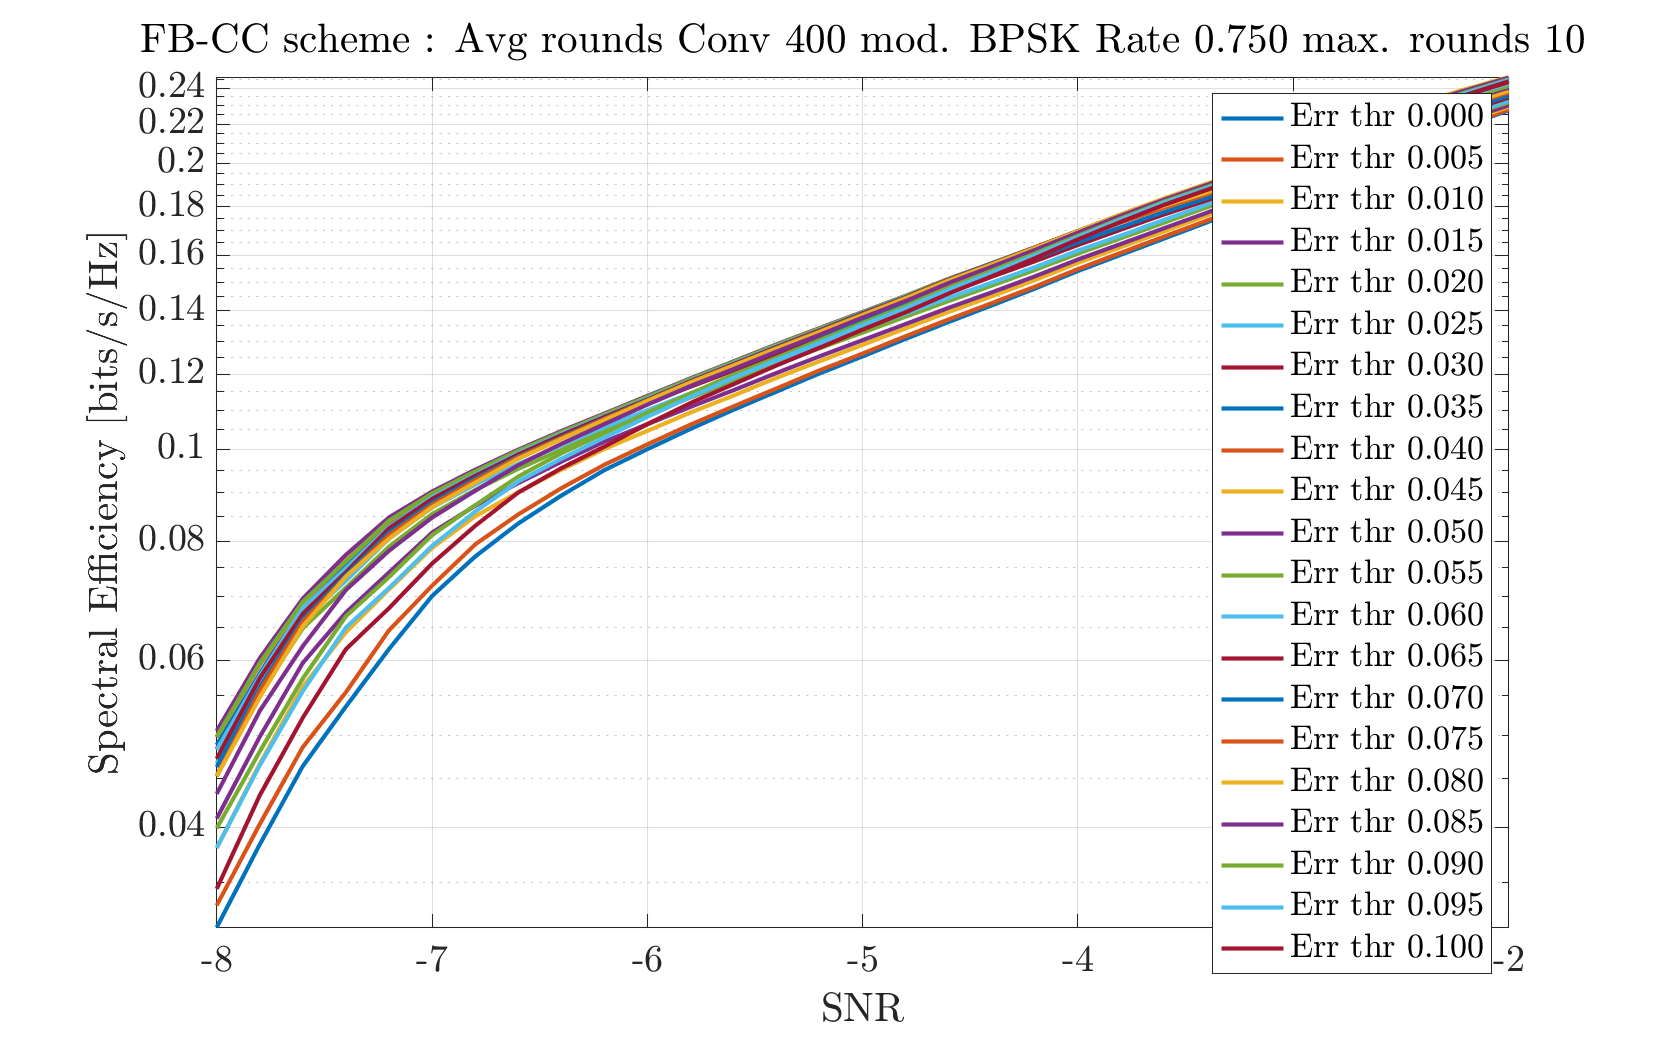 FB-CC scheme : Avg rounds Conv 400 mod. BPSK Rate 0.750 max. rounds 10
Spectral Efficiency [bits/s/Hz]
0.24
0.22
0.2
0.18
0.16
0.14
0.12
0.1
0.08
0.06
0.04
Err thr 0.000
Err thr 0.005
Err thr 0.010
Err thr 0.015
Err thr 0.020
Err thr 0.025
Err thr 0.030
Err thr 0.035
Err thr 0.040
Err thr 0.045
Err thr 0.050
Err thr 0.055
Err thr 0.060
Err thr 0.065
Err thr 0.070
Err thr 0.075
Err thr 0.080
Err thr 0.085
Err thr 0.090
Err thr 0.095
Err thr 0.100
-8 -7 -6 -5 -4 -2
SNR